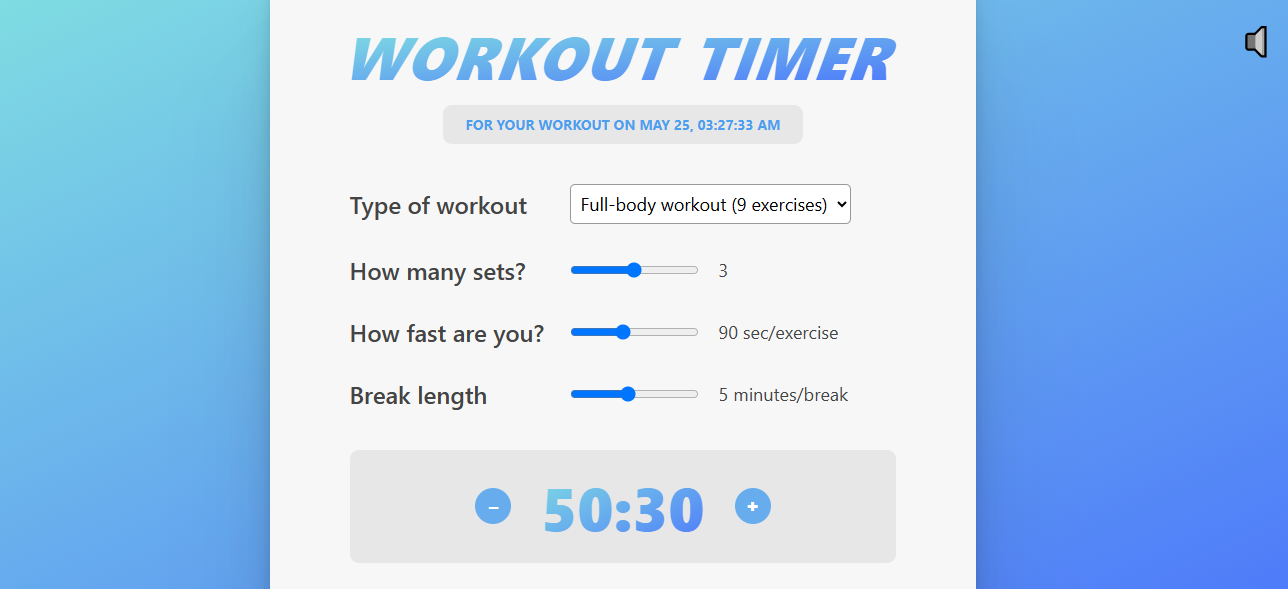 WORKOUT TIMER
FOR YOUR WORKOUT ON MAY 25, 03:27:33 AM
Type of workout Full-body workout (9 exercises)
How many sets? 3
How fast are you? 90 sec/exercise
Break length 5 minutes/break
– 50:30 +